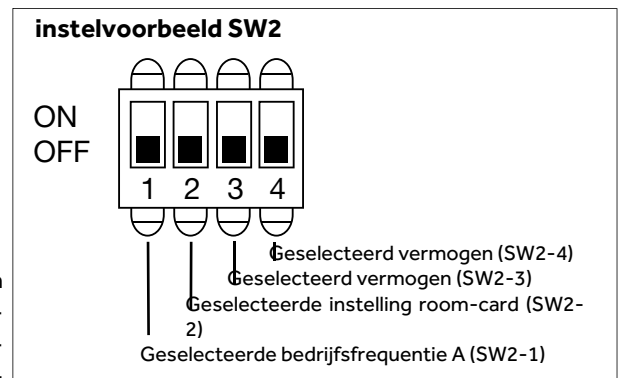 instelvoorbeeld SW2
ON
OFF
1 2 3 4
Geselecteerd vermogen (SW2-4)
Geselecteerd vermogen (SW2-3)
Geselecteerde instelling room-card (SW2-
2)
Geselecteerde bedrijfsfrequentie A (SW2-1)